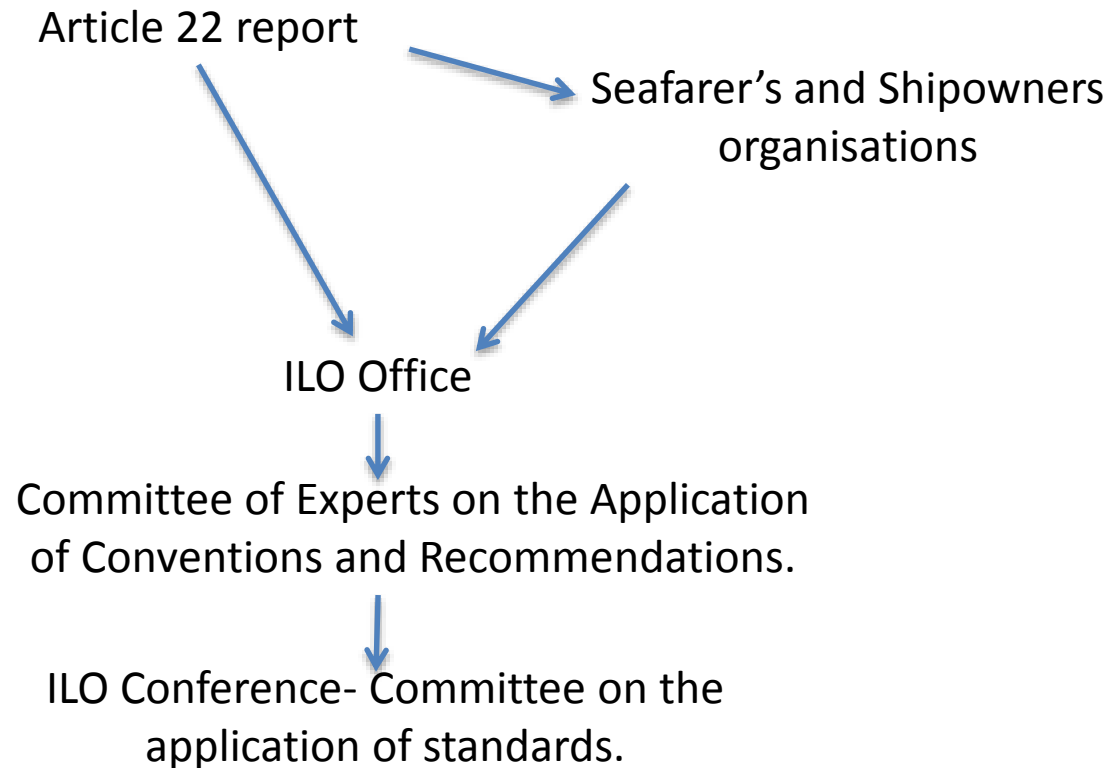 Article 22 report
Seafarer's and Shipowners
organisations
ILO Office
Committee of Experts on the Application
of Conventions and Recommendations.
ILO Conference- Committee on the
application of standards.